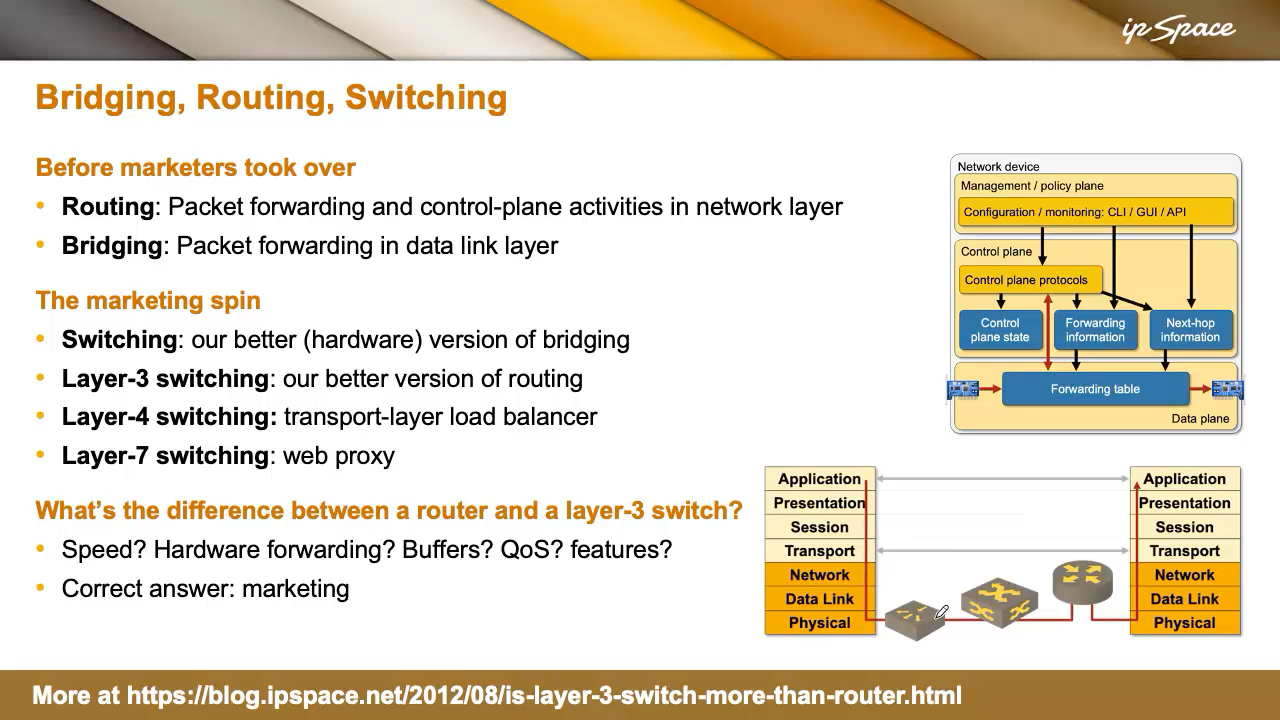 ip Space
Bridging, Routing, Switching
Before marketers took over
• Routing: Packet forwarding and control-plane activities in network layer
• Bridging: Packet forwarding in data link layer
The marketing spin
• Switching: our better (hardware) version of bridging
• Layer-3 switching: our better version of routing
• Layer-4 switching: transport-layer load balancer
• Layer-7 switching: web proxy
What’s the difference between a router and a layer-3 switch?
• Speed? Hardware forwarding? Buffers? QoS? features?
• Correct answer: marketing
Network device
Management / policy plane
Configuration / monitoring: CLI / GUI / API
Control plane
Control plane protocols
Control
plane state
Forwarding
information
Next-hop
information
Forwarding table
Data plane
Application
Presentation
Session
Transport
Network
Data Link
Physical
Application
Presentation
Session
Transport
Network
Data Link
Physical
More at https://blog.ipspace.net/2012/08/is-layer-3-switch-more-than-router.html